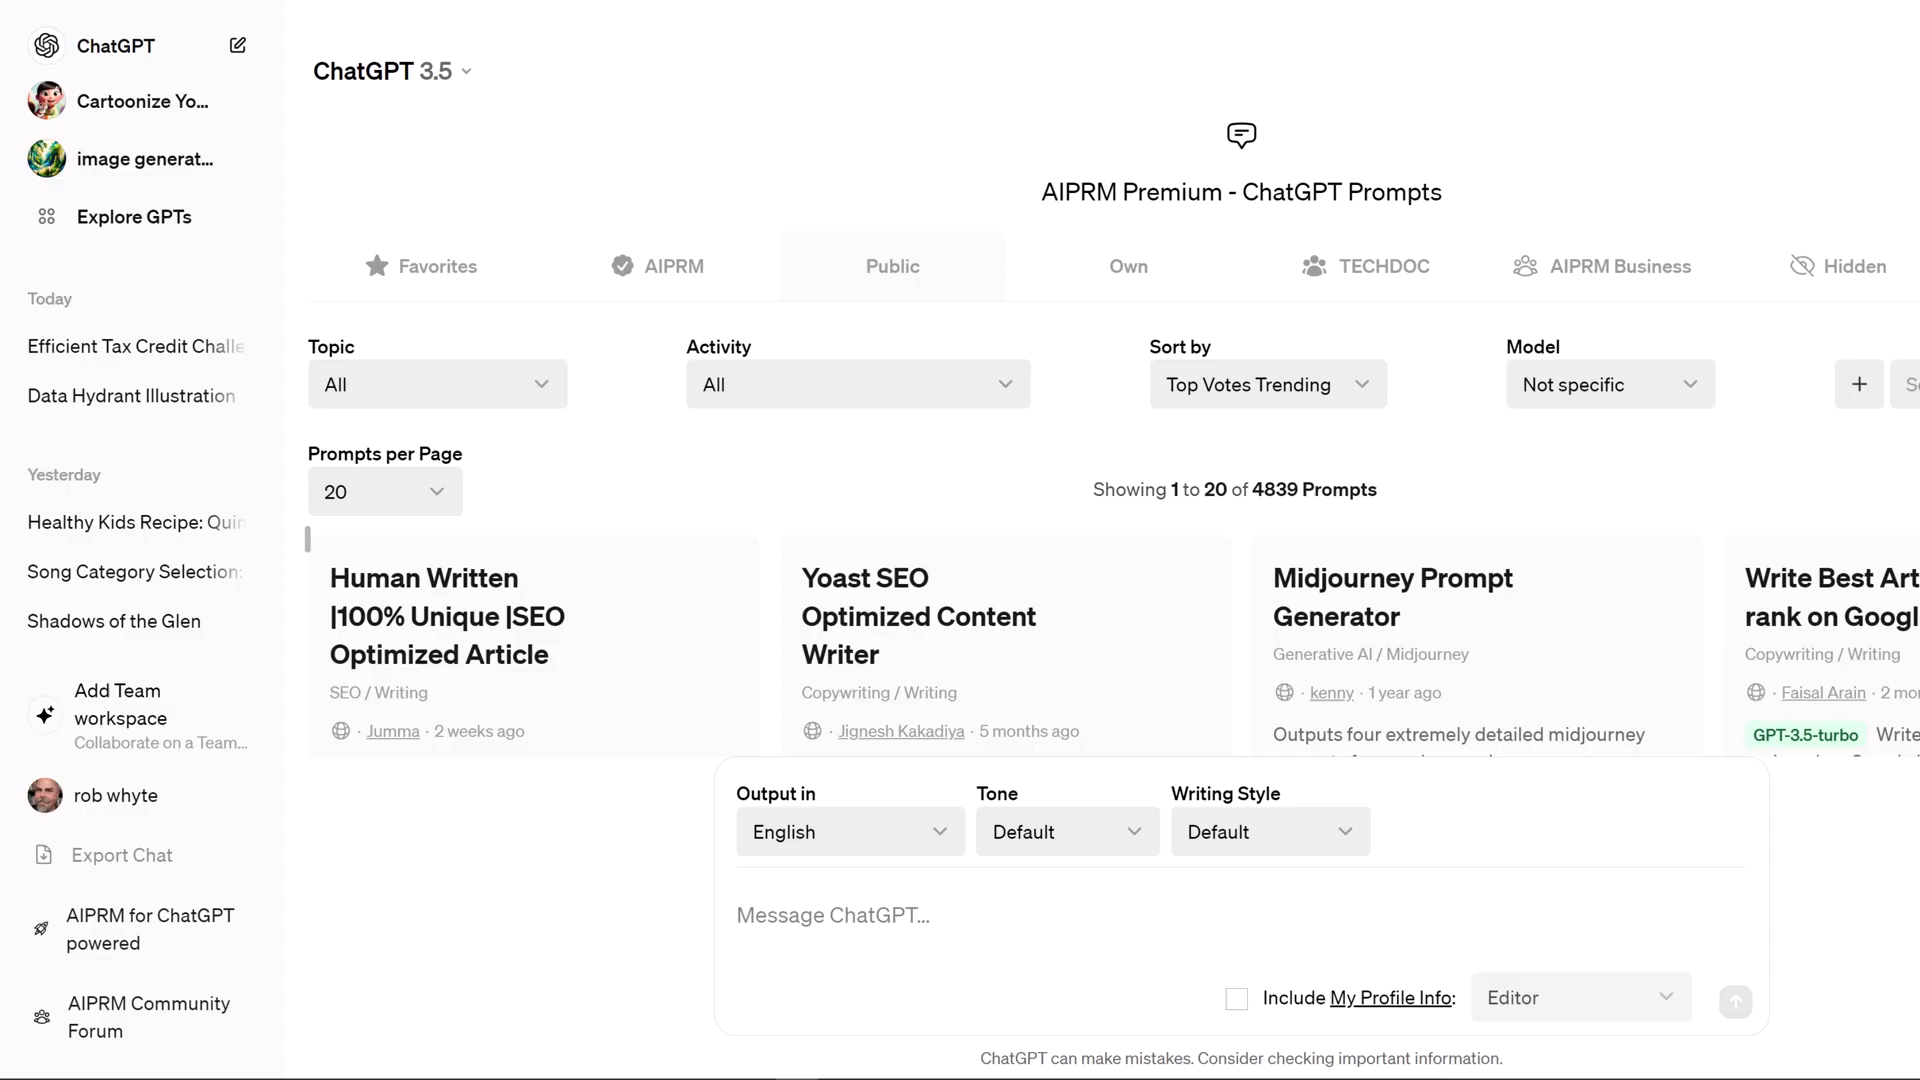 ChatGPT
Cartoonize Yo...
image generat...
Explore GPTs
Today
Efficient Tax Credit Challe
Data Hydrant Illustration
Yesterday
Healthy Kids Recipe: Quin
Song Category Selection:
Shadows of the Glen
Add Team
workspace
Collaborate on a Team...
rob whyte
Export Chat
AIPRM for ChatGPT
powered
AIPRM Community
Forum
ChatGPT 3.5
AIPRM Premium - ChatGPT Prompts
Favorites AIPRM Public Own TECHDOC AIPRM Business Hidden
Topic Activity Sort by Model
All All Top Votes Trending Not specific +
Prompts per Page
20
Showing 1 to 20 of 4839 Prompts
Human Written
|100% Unique |SEO
Optimized Article
SEO / Writing
· Jumma · 2 weeks ago
Yoast SEO
Optimized Content
Writer
Copywriting / Writing
· Jignesh Kakadiya · 5 months ago
Midjourney Prompt
Generator
Generative AI / Midjourney
· kenny · 1 year ago
Outputs four extremely detailed midjourney
Write Best Art
rank on Googl
Copywriting / Writing
· Faisal Arain · 2 mo
GPT-3.5-turbo Write
Output in Tone Writing Style
English Default Default
Message ChatGPT...
Include My Profile Info: Editor
ChatGPT can make mistakes. Consider checking important information.